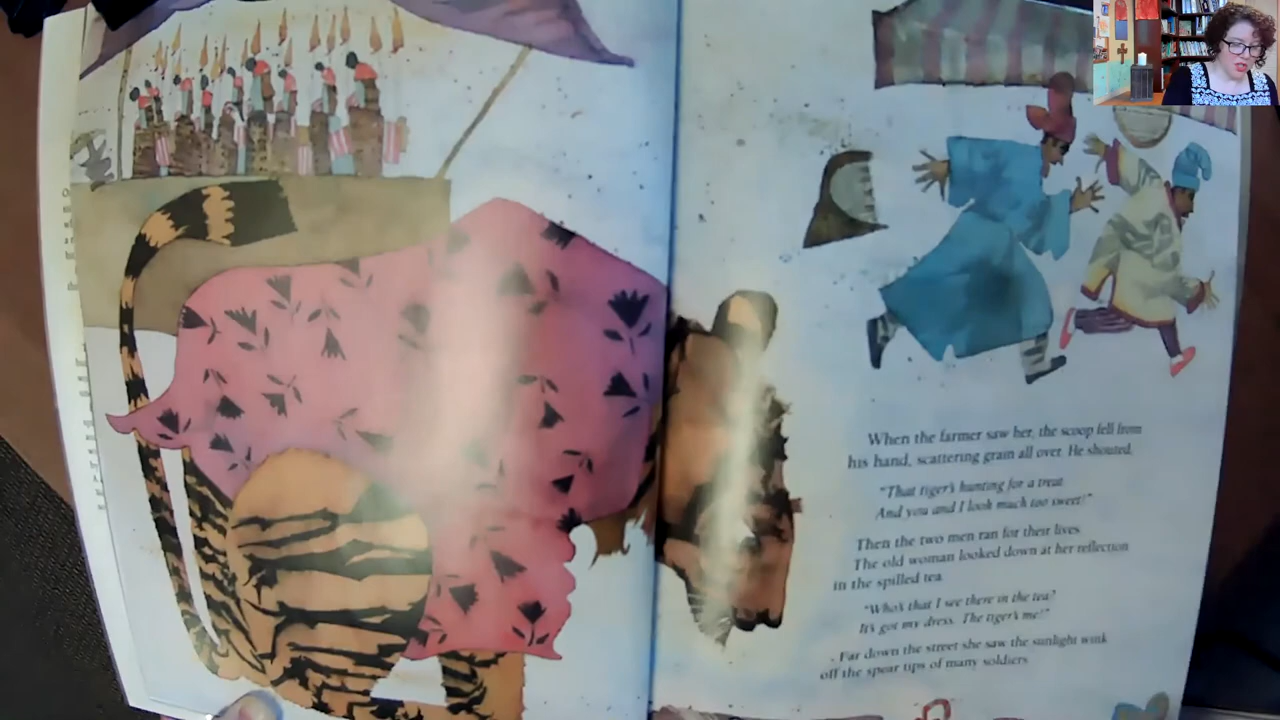 When the farmer saw her, the scoop fell from
his hand, scattering grain all over. He shouted,
"That tiger's hunting for a treat.
And you and I look much too sweet!"
Then the two men ran for their lives.
The old woman looked down at her reflection
in the spilled tea.
"Who's that I see there in the tea?
It's got my dress. The tiger's me!"
Far down the street she saw the sunlight wink
off the spear tips of many soldiers.